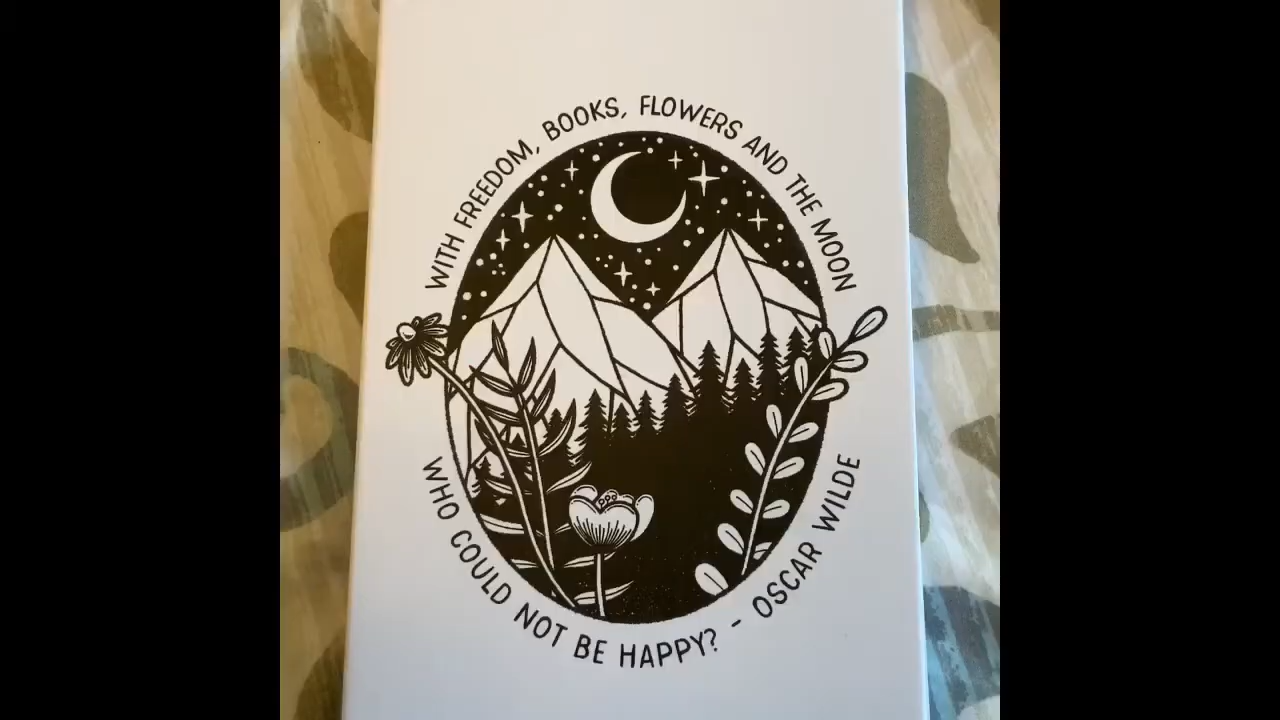 WITH FREEDOM, BOOKS, FLOWERS AND THE MOON
WHO COULD NOT BE HAPPY? - OSCAR WILDE